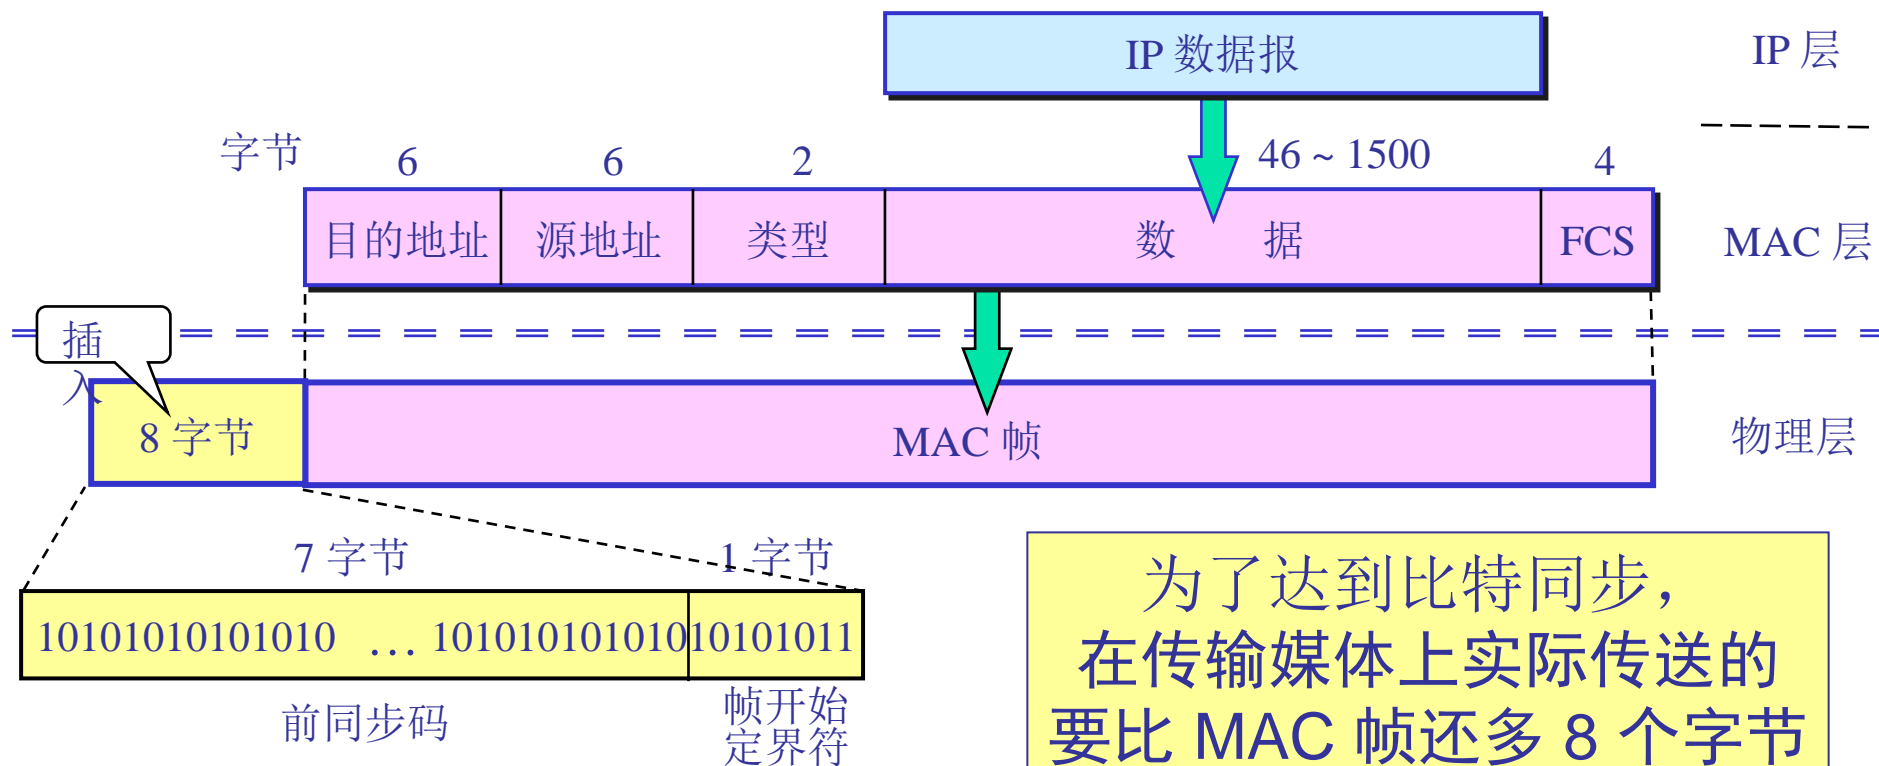 IP 数据报
IP 层
字节
6
6
2
46 ~ 1500
4
目的地址
源地址
类型
数 据
FCS
MAC 层
插
入
8 字节
MAC 帧
物理层
7 字节
1 字节
10101010101010 … 101010101010
10101011
前同步码
帧开始
定界符
为了达到比特同步，
在传输媒体上实际传送的
要比 MAC 帧还多 8 个字节